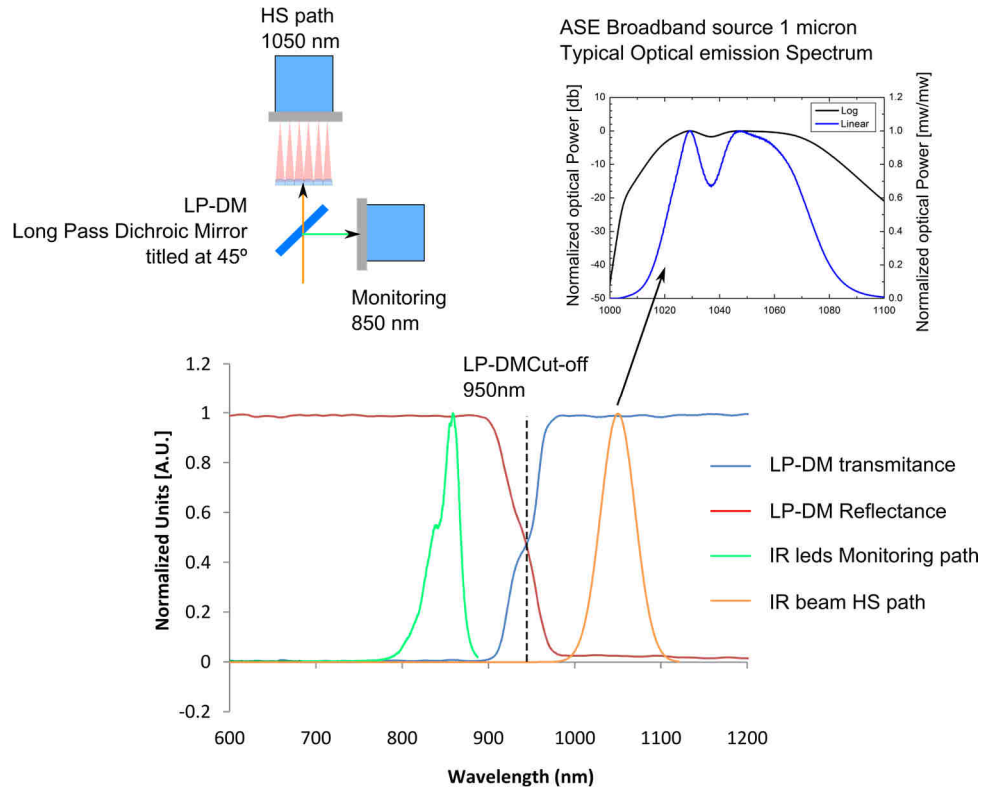 HS path
1050 nm
LP-DM
Long Pass Dichroic Mirror
titled at 45º
Monitoring
850 nm
ASE Broadband source 1 micron
Typical Optical emission Spectrum
Normalized optical Power [db]
10
0
-10
-20
-30
-40
-50
Log
Linear
1.2
1.0
0.8
0.6
0.4
0.2
0.0
Normalized optical Power [mw/mw]
1000 1020 1040 1060 1080 1100
LP-DMCut-off
950nm
Normalized Units [A.U.]
1.2
1
0.8
0.6
0.4
0.2
0
-0.2
600 700 800 900 1000 1100 1200
Wavelength (nm)
LP-DM transmitance
LP-DM Reflectance
IR leds Monitoring path
IR beam HS path